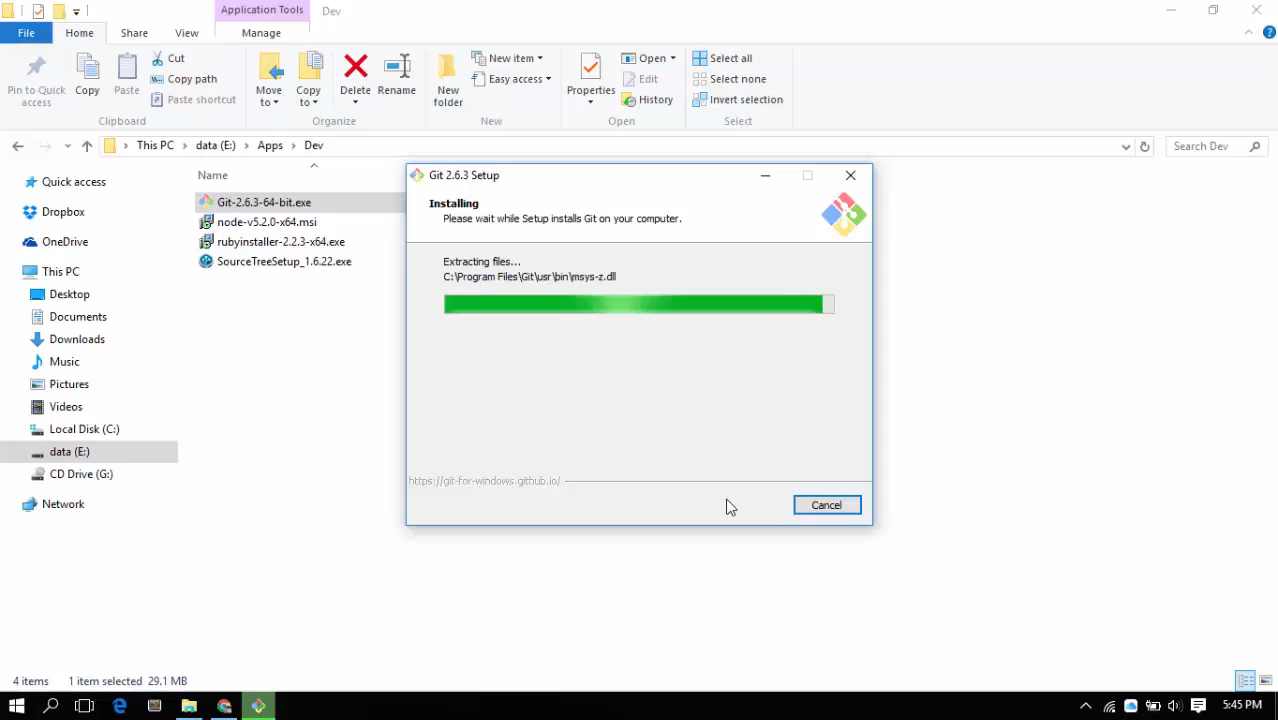 Application Tools
Dev
File
Home
Share
View
Manage
Pin to Quick access
Copy
Paste
Cut
Copy path
Paste shortcut
Clipboard
Move to
Copy to
Delete
Rename
Organize
New folder
New item
Easy access
New
Properties
Open
Edit
History
Open
Select all
Select none
Invert selection
Select
This PC
data (E:)
Apps
Dev
Search Dev
Quick access
Dropbox
OneDrive
This PC
Desktop
Documents
Downloads
Music
Pictures
Videos
Local Disk (C:)
data (E:)
CD Drive (G:)
Network
Name
Git-2.6.3-64-bit.exe
node-v5.2.0-x64.msi
rubyinstaller-2.2.3-x64.exe
SourceTreeSetup_1.6.22.exe
Git 2.6.3 Setup
Installing
Please wait while Setup installs Git on your computer.
Extracting files...
C:\Program Files\Git\usr\bin\msys-z.dll
https://git-for-windows.github.io/
Cancel
4 items
1 item selected 29.1 MB
5:45 PM